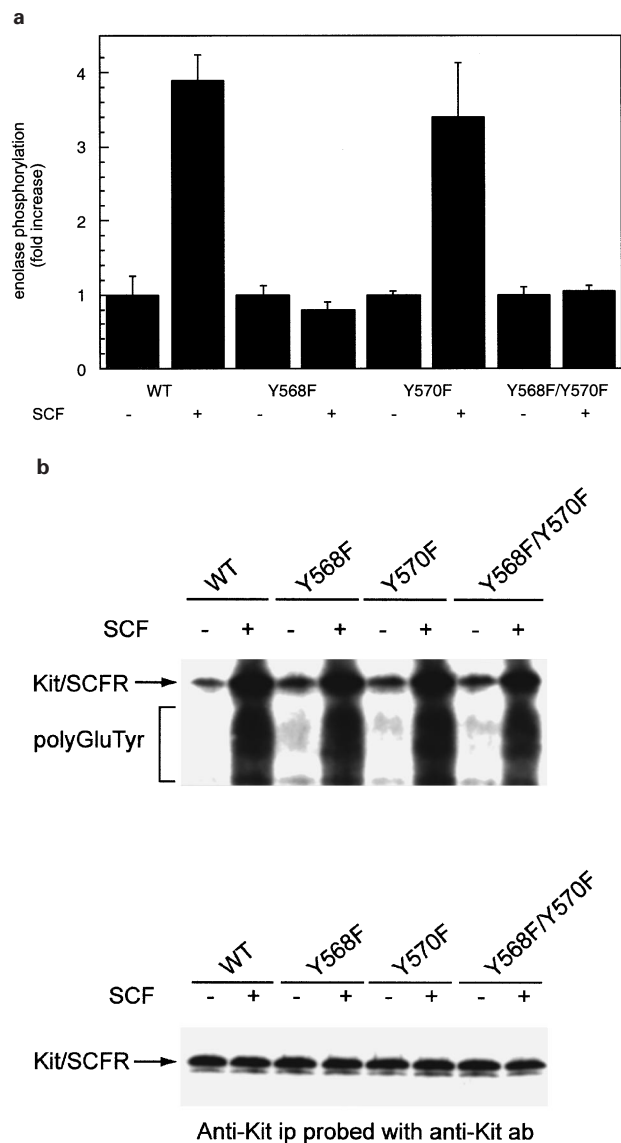 a
enolase phosphorylation
(fold increase)
4
3
2
1
0
WT Y568F Y570F Y568F/Y570F
SCF - + - + - + - +
b
WT Y568F Y570F Y568F/Y570F
SCF - + - + - + - +
Kit/SCFR
polyGluTyr
WT Y568F Y570F Y568F/Y570F
SCF - + - + - + - +
Kit/SCFR
Anti-Kit ip probed with anti-Kit ab